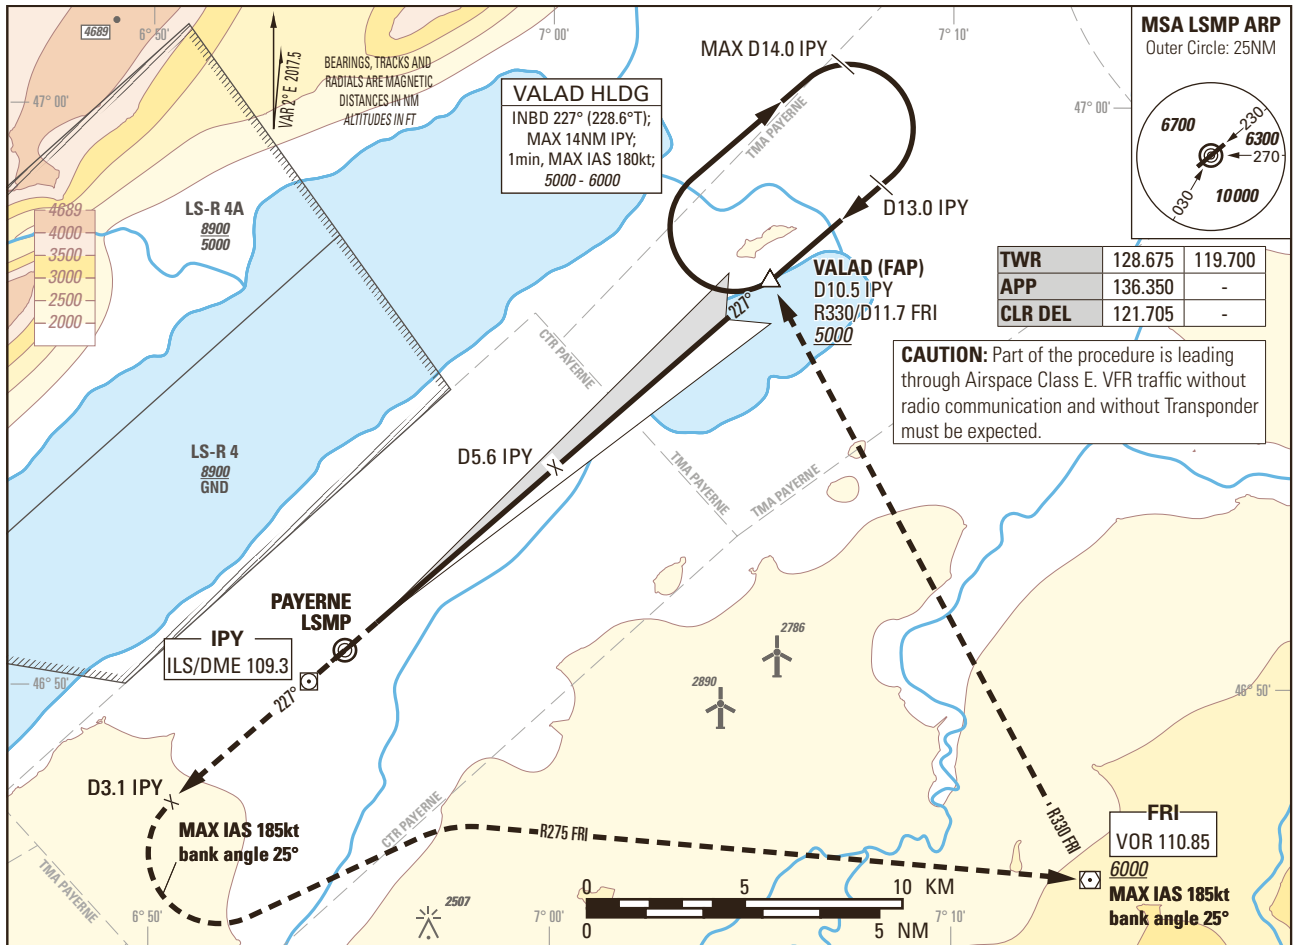 4689
6° 50'
7° 00'
7° 10'
47° 00'
47° 00'
VAR 2° E 2017.5
BEARINGS, TRACKS AND
RADIALS ARE MAGNETIC
DISTANCES IN NM
ALTITUDES IN FT
VALAD HLDG
INBD 227° (228.6°T);
MAX 14NM IPY;
1min, MAX IAS 180kt;
5000 - 6000
MAX D14.0 IPY
TMA PAYERNE
D13.0 IPY
MSA LSMP ARP
Outer Circle: 25NM
6700
230
6300
270
030
10000
LS-R 4A
8900
5000
4689
4000
3500
3000
2500
2000
VALAD (FAP)
D10.5 IPY
R330/D11.7 FRI
5000
227°
TWR 128.675 119.700
APP 136.350 -
CLR DEL 121.705 -
CAUTION: Part of the procedure is leading
through Airspace Class E. VFR traffic without
radio communication and without Transponder
must be expected.
CTR PAYERNE
TMA PAYERNE
TMA PAYERNE
D5.6 IPY
LS-R 4
8900
GND
PAYERNE
LSMP
IPY
ILS/DME 109.3
227°
46° 50'
46° 50'
2786
2890
D3.1 IPY
MAX IAS 185kt
bank angle 25°
CTR PAYERNE
TMA PAYERNE
R275 FRI
R330 FRI
FRI
VOR 110.85
6000
MAX IAS 185kt
bank angle 25°
2507
0 5 10 KM
0 5 NM
6° 50'
7° 00'
7° 10'